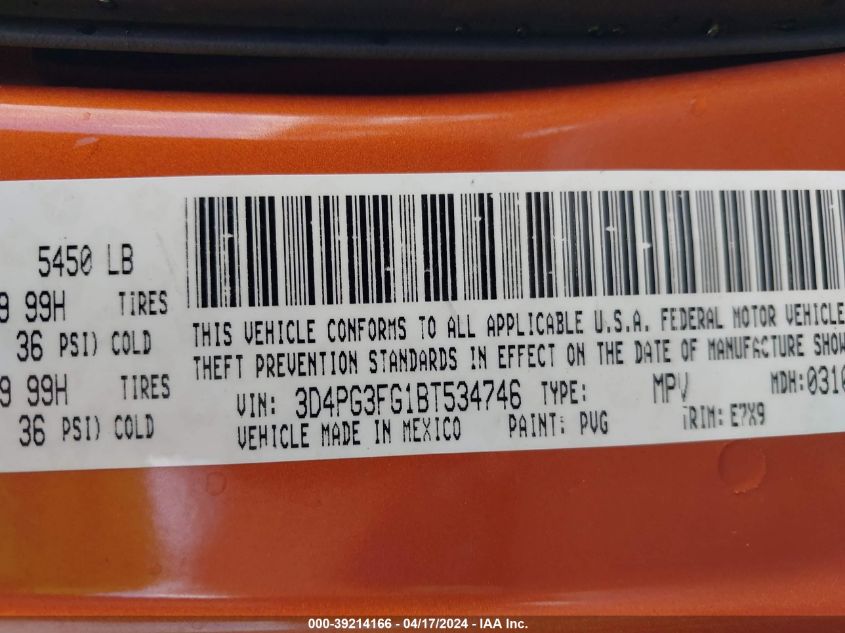 5450 LB
9 99H TIRES
36 PSI) COLD
9 99H TIRES
36 PSI) COLD
THIS VEHICLE CONFORMS TO ALL APPLICABLE U.S.A. FEDERAL MOTOR VEHICLE
THEFT PREVENTION STANDARDS IN EFFECT ON THE DATE OF MANUFACTURE SHOW
VIN: 3D4PG3FG1BT534746 TYPE: MPV MDH:0310
VEHICLE MADE IN MEXICO PAINT: PVG TRIM: E7X9
000-39214166 - 04/17/2024 - IAA Inc.